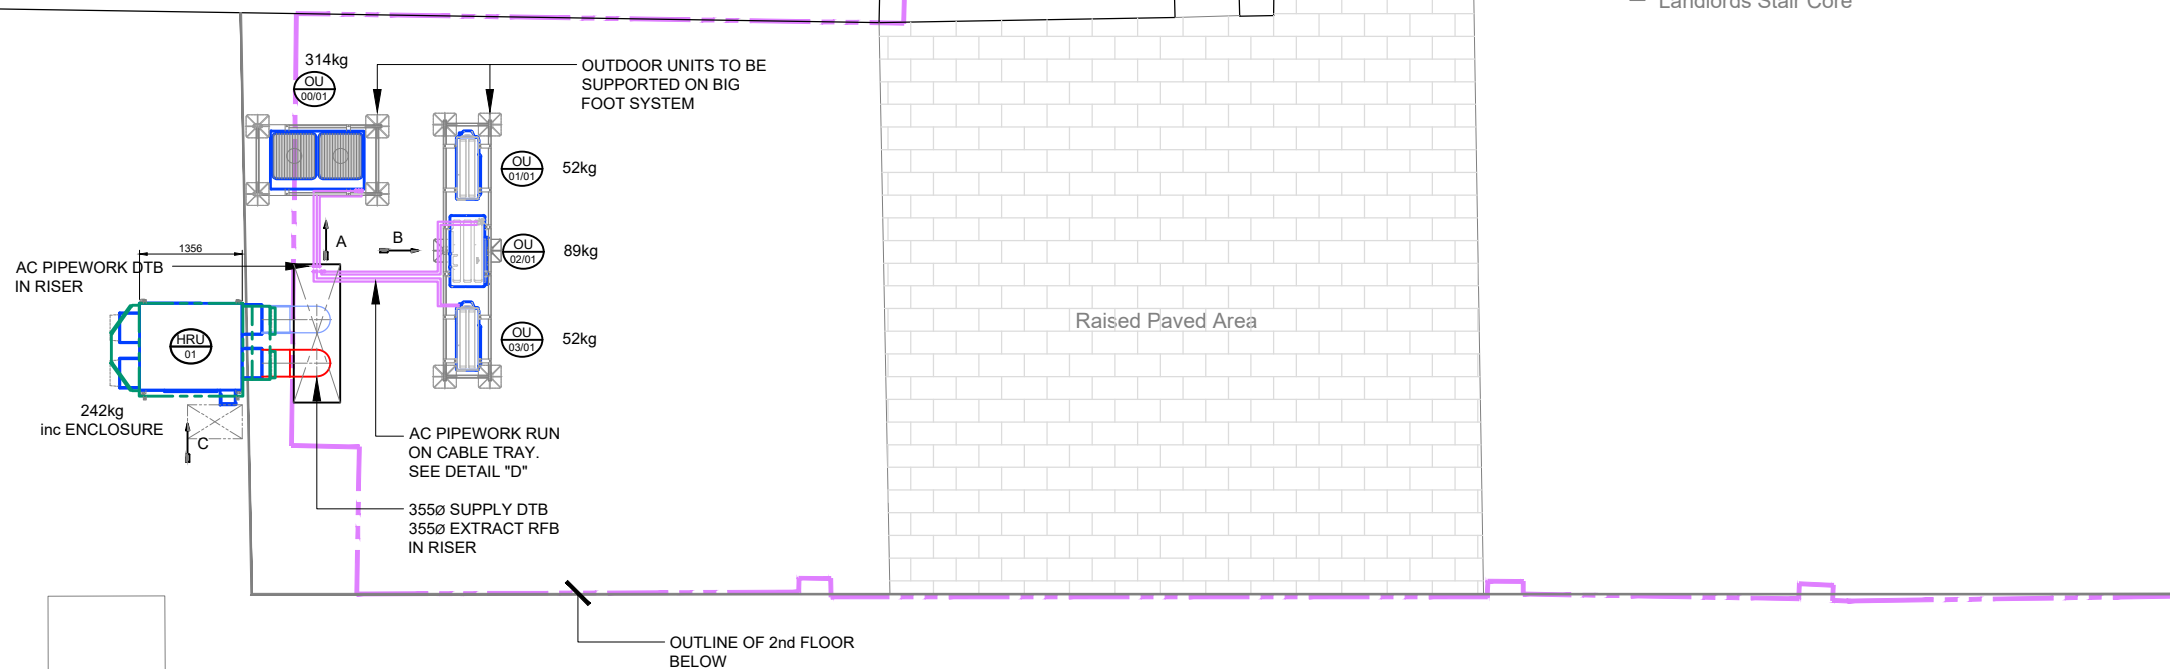 Landlords Stair Core
314kg
OU
00/01
OUTDOOR UNITS TO BE
SUPPORTED ON BIG
FOOT SYSTEM
OU
01/01
52kg
A
B
OU
02/01
89kg
1356
AC PIPEWORK DTB
IN RISER
HRU
01
OU
03/01
52kg
Raised Paved Area
242kg
inc ENCLOSURE
C
AC PIPEWORK RUN
ON CABLE TRAY.
SEE DETAIL "D"
355Ø SUPPLY DTB
355Ø EXTRACT RFB
IN RISER
OUTLINE OF 2nd FLOOR
BELOW